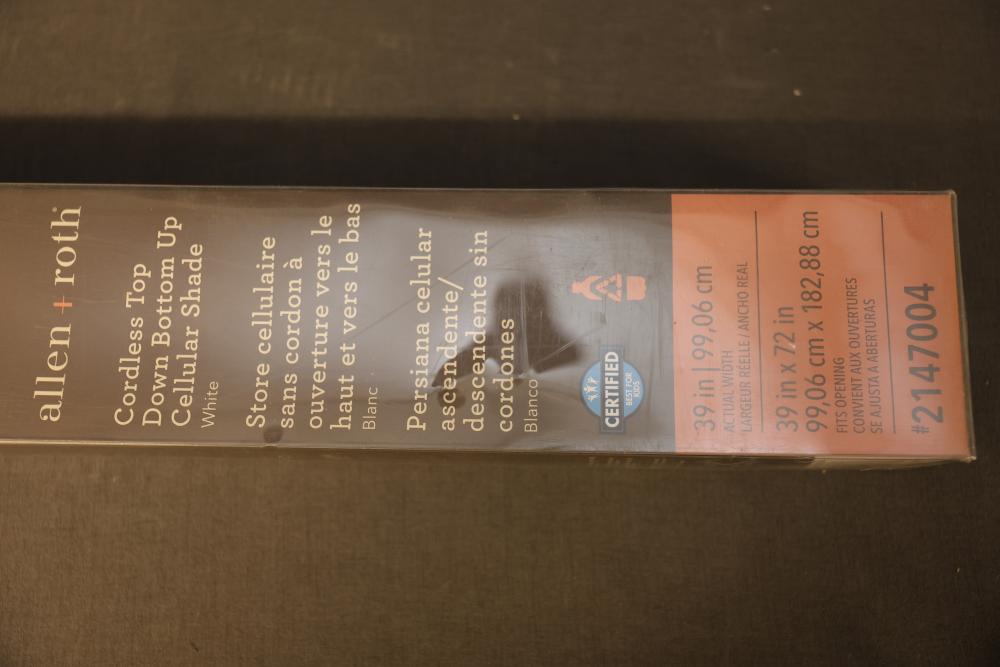 allen + roth
Cordless Top
Down Bottom Up
Cellular Shade
White
Store cellulaire
sans cordon à
ouverture vers le
haut et vers le bas
Blanc
Persiana celular
ascendente/
descendente sin
cordones
Blanco
CERTIFIED
BEST FOR
KIDS
39 in | 99,06 cm
ACTUAL WIDTH
LARGEUR RÉELLE / ANCHO REAL
39 in x 72 in
99,06 cm x 182,88 cm
FITS OPENING
CONVIENT AUX OUVERTURES
SE AJUSTA A ABERTURAS
#2147004